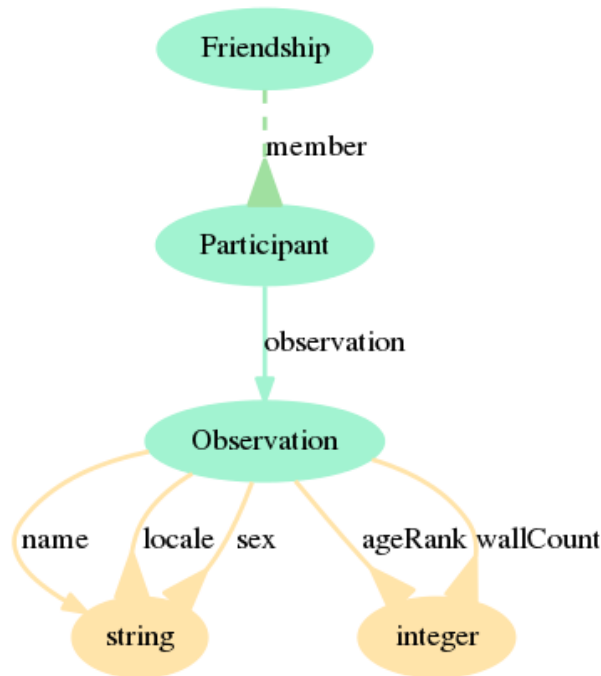 Friendship
member
Participant
observation
Observation
name
locale
sex
ageRank
wallCount
string
integer